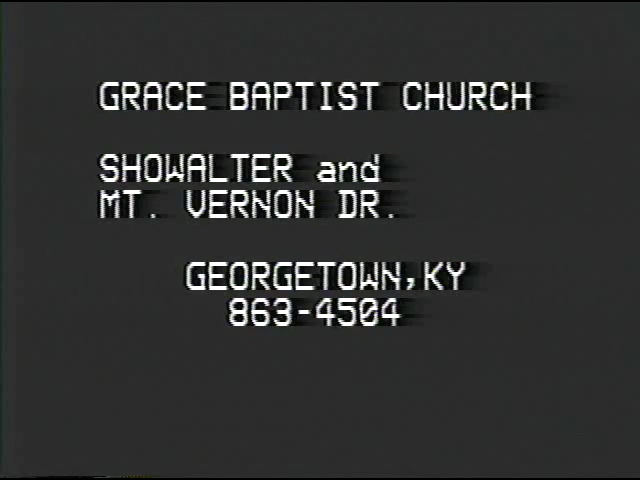 GRACE BAPTIST CHURCH
SHOWALTER and
MT. VERNON DR.
GEORGETOWN,KY
863-4504